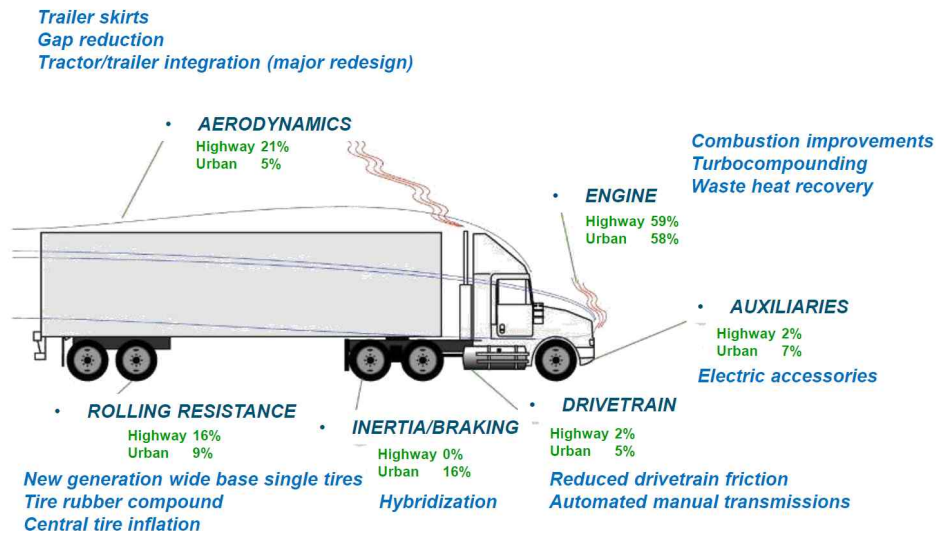 Trailer skirts
Gap reduction
Tractor/trailer integration (major redesign)
• AERODYNAMICS
Highway 21%
Urban 5%
Combustion improvements
Turbocompounding
Waste heat recovery
• ENGINE
Highway 59%
Urban 58%
• AUXILIARIES
Highway 2%
Urban 7%
Electric accessories
• ROLLING RESISTANCE
Highway 16%
Urban 9%
New generation wide base single tires
Tire rubber compound
Central tire inflation
• INERTIA/BRAKING
Highway 0%
Urban 16%
Hybridization
• DRIVETRAIN
Highway 2%
Urban 5%
Reduced drivetrain friction
Automated manual transmissions